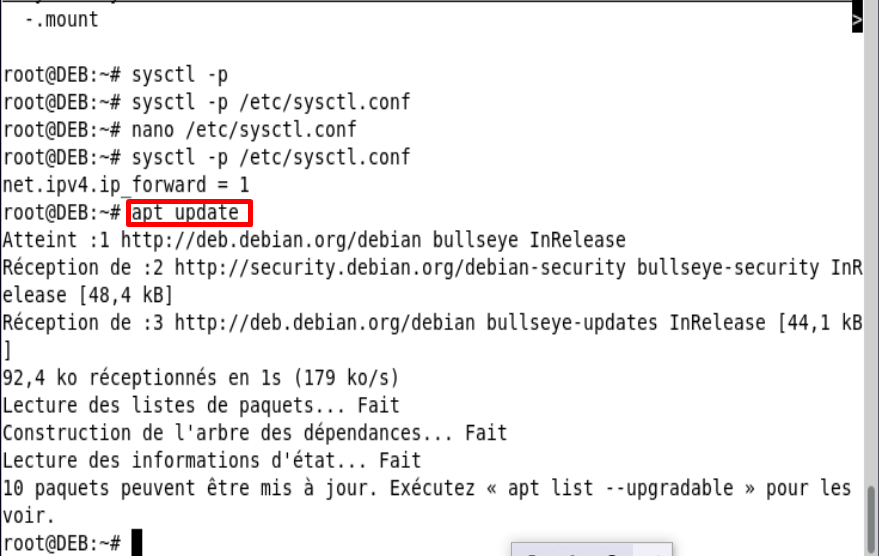 -.mount
>
root@DEB:~# sysctl -p
root@DEB:~# sysctl -p /etc/sysctl.conf
root@DEB:~# nano /etc/sysctl.conf
root@DEB:~# sysctl -p /etc/sysctl.conf
net.ipv4.ip_forward = 1
root@DEB:~# apt update
Atteint :1 http://deb.debian.org/debian bullseye InRelease
Réception de :2 http://security.debian.org/debian-security bullseye-security InR
elease [48,4 kB]
Réception de :3 http://deb.debian.org/debian bullseye-updates InRelease [44,1 kB
]
92,4 ko réceptionnés en 1s (179 ko/s)
Lecture des listes de paquets... Fait
Construction de l'arbre des dépendances... Fait
Lecture des informations d'état... Fait
10 paquets peuvent être mis à jour. Exécutez « apt list --upgradable » pour les
voir.
root@DEB:~#